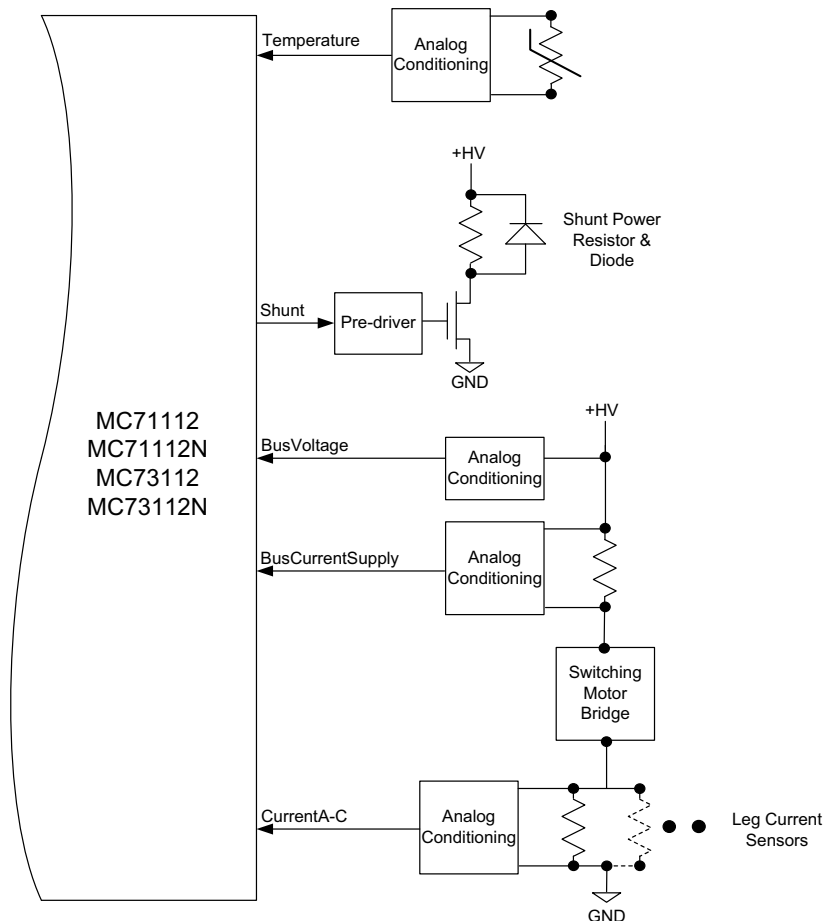 Temperature
Analog
Conditioning
+HV
Shunt Power
Resistor &
Diode
Shunt
Pre-driver
GND
MC71112
MC71112N
MC73112
MC73112N
+HV
BusVoltage
Analog
Conditioning
BusCurrentSupply
Analog
Conditioning
Switching
Motor
Bridge
CurrentA-C
Analog
Conditioning
Leg Current
Sensors
GND